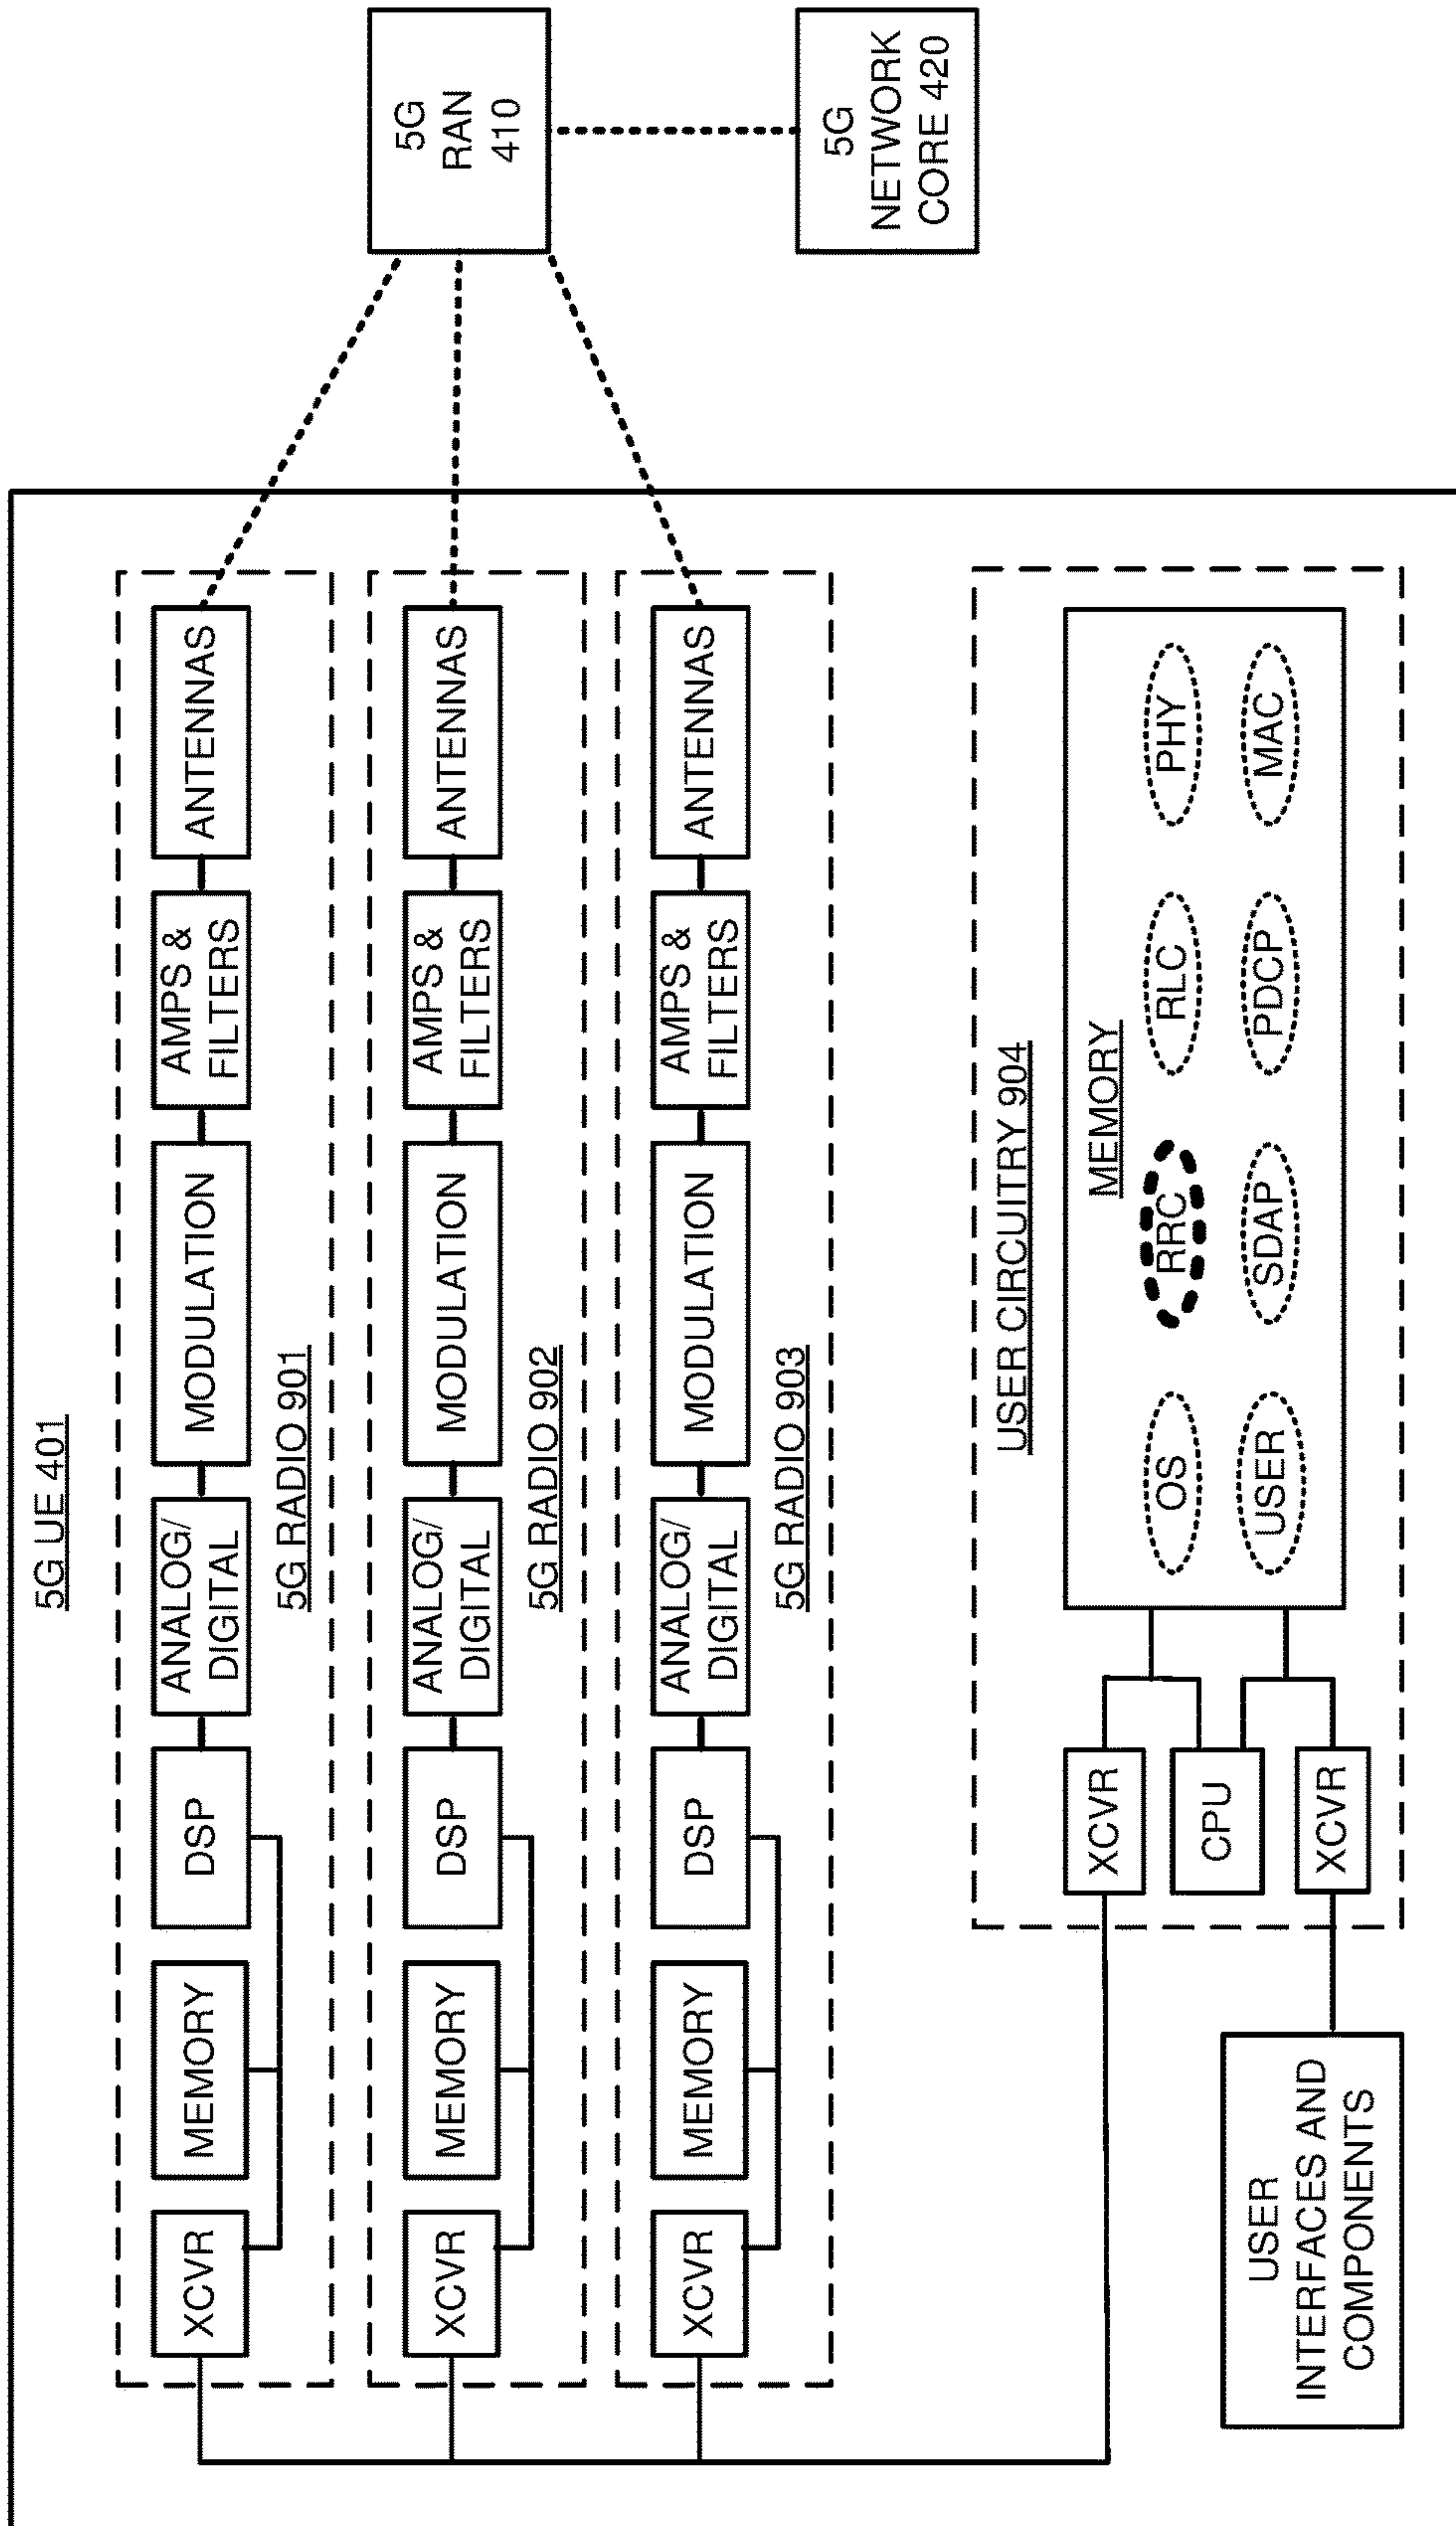 5G UE 401
XCVR
MEMORY
DSP
ANALOG/
DIGITAL
MODULATION
AMPS &
FILTERS
ANTENNAS
5G RADIO 901
XCVR
MEMORY
DSP
ANALOG/
DIGITAL
MODULATION
AMPS &
FILTERS
ANTENNAS
5G RADIO 902
XCVR
MEMORY
DSP
ANALOG/
DIGITAL
MODULATION
AMPS &
FILTERS
ANTENNAS
5G RADIO 903
5G
RAN
410
5G
NETWORK
CORE 420
USER CIRCUITRY 904
XCVR
CPU
XCVR
MEMORY
OS
RRC
RLC
PHY
USER
SDAP
PDCP
MAC
USER
INTERFACES AND
COMPONENTS